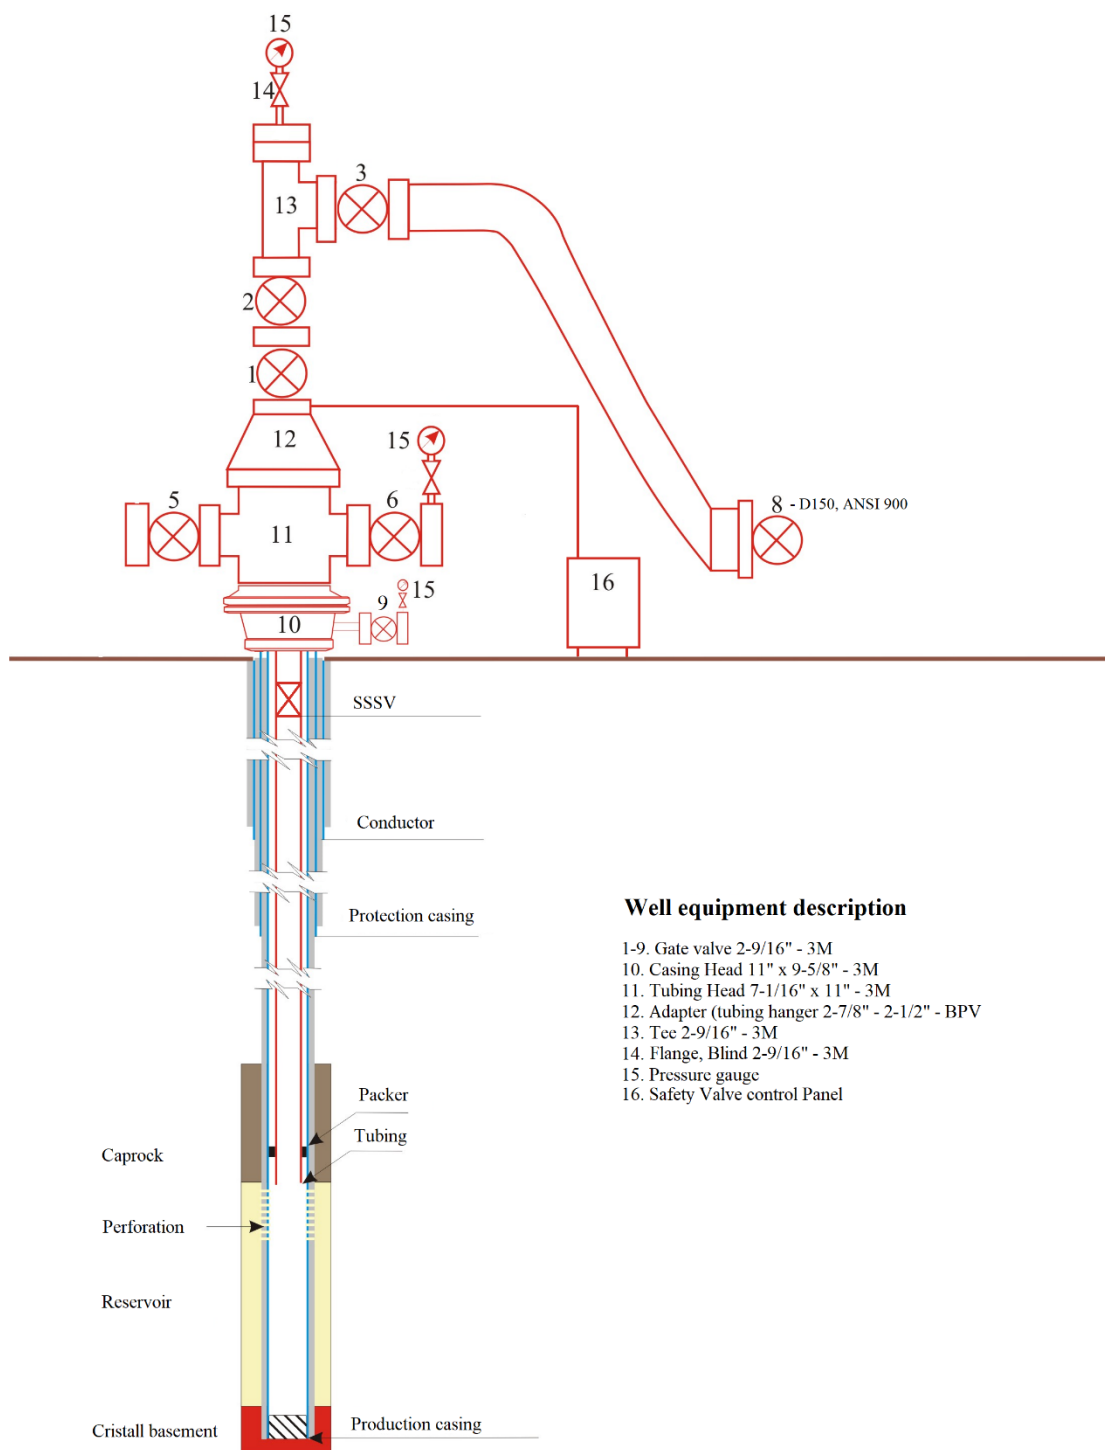 15
14
3
13
2
1
12
15
5
6
8 - D150, ANSI 900
11
16
15
9
10
SSSV
Conductor
Protection casing
Well equipment description
1-9. Gate valve 2-9/16" - 3M
10. Casing Head 11" x 9-5/8" - 3M
11. Tubing Head 7-1/16" x 11" - 3M
12. Adapter (tubing hanger 2-7/8" - 2-1/2" - BPV
13. Tee 2-9/16" - 3M
14. Flange, Blind 2-9/16" - 3M
15. Pressure gauge
16. Safety Valve control Panel
Packer
Tubing
Caprock
Perforation
Reservoir
Production casing
Cristall basement